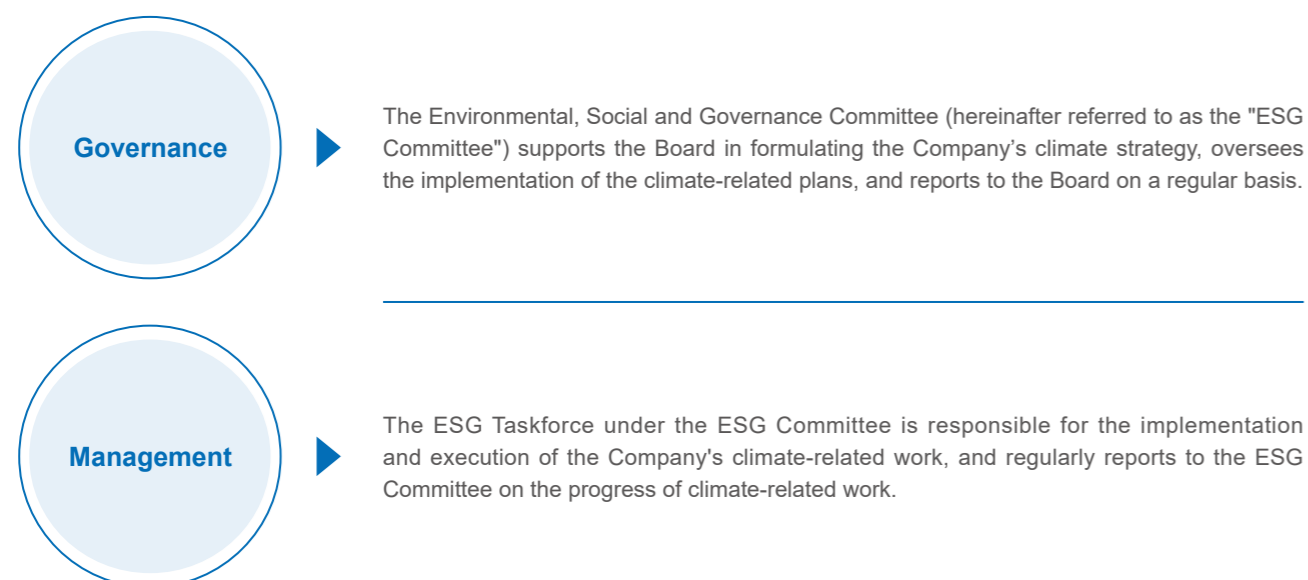 Governance
The Environmental, Social and Governance Committee (hereinafter referred to as the "ESG
Committee") supports the Board in formulating the Company’s climate strategy, oversees
the implementation of the climate-related plans, and reports to the Board on a regular basis.
Management
The ESG Taskforce under the ESG Committee is responsible for the implementation
and execution of the Company's climate-related work, and regularly reports to the ESG
Committee on the progress of climate-related work.